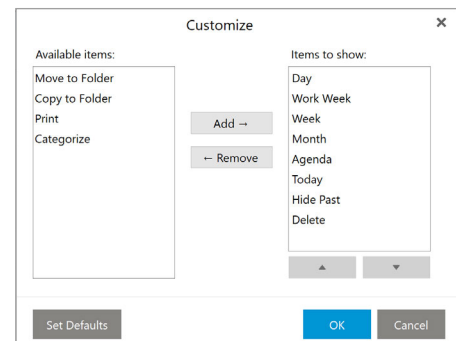 Customize
Available items:
Move to Folder
Copy to Folder
Print
Categorize
Add →
← Remove
Items to show:
Day
Work Week
Week
Month
Agenda
Today
Hide Past
Delete
Set Defaults
OK
Cancel